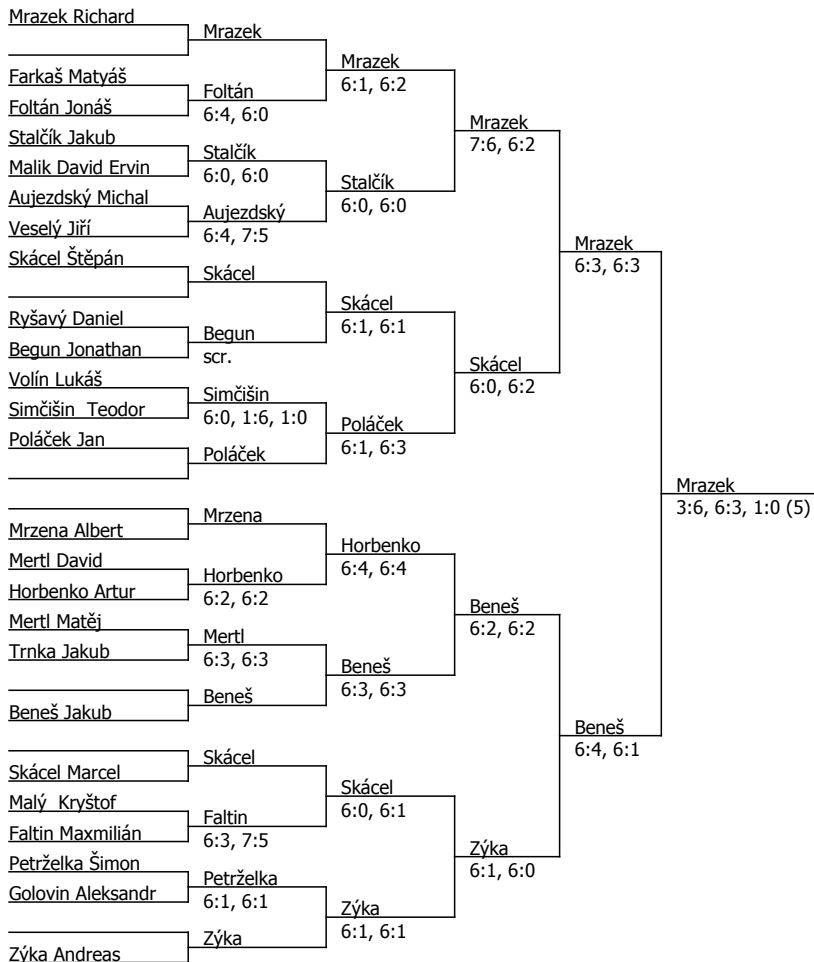 Mrazek Richard
Farkaš Matyáš
Foltán Jonáš
Stalčík Jakub
Malik David Ervin
Aujezdský Michal
Veselý Jiří
Skácel Štěpán
Ryšavý Daniel
Begun Jonathan
Volín Lukáš
Simčišin  Teodor
Poláček Jan
Mrzena Albert
Mertl David
Horbenko Artur
Mertl Matěj
Trnka Jakub
Beneš Jakub
Skácel Marcel
Malý  Kryštof
Faltin Maxmilián
Petrželka Šimon
Golovin Aleksandr
Zýka Andreas
Mrazek
Foltán
6:4, 6:0
Stalčík
6:0, 6:0
Aujezdský
6:4, 7:5
Skácel
Begun
scr.
Simčišin
6:0, 1:6, 1:0
Poláček
Mrzena
Horbenko
6:2, 6:2
Mertl
6:3, 6:3
Beneš
Skácel
Faltin
6:3, 7:5
Petrželka
6:1, 6:1
Zýka
Mrazek
6:1, 6:2
Stalčík
6:0, 6:0
Skácel
6:1, 6:1
Poláček
6:1, 6:3
Horbenko
6:4, 6:4
Beneš
6:3, 6:3
Skácel
6:0, 6:1
Zýka
6:1, 6:1
Mrazek
7:6, 6:2
Skácel
6:0, 6:2
Beneš
6:2, 6:2
Zýka
6:1, 6:0
Mrazek
6:3, 6:3
Beneš
6:4, 6:1
Mrazek
3:6, 6:3, 1:0 (5)